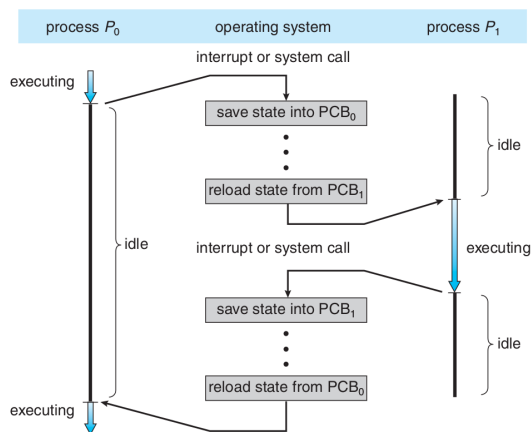 process P₀ operating system process P₁
interrupt or system call
executing
save state into PCB₀
idle
reload state from PCB₁
idle
interrupt or system call
executing
save state into PCB₁
idle
reload state from PCB₀
executing